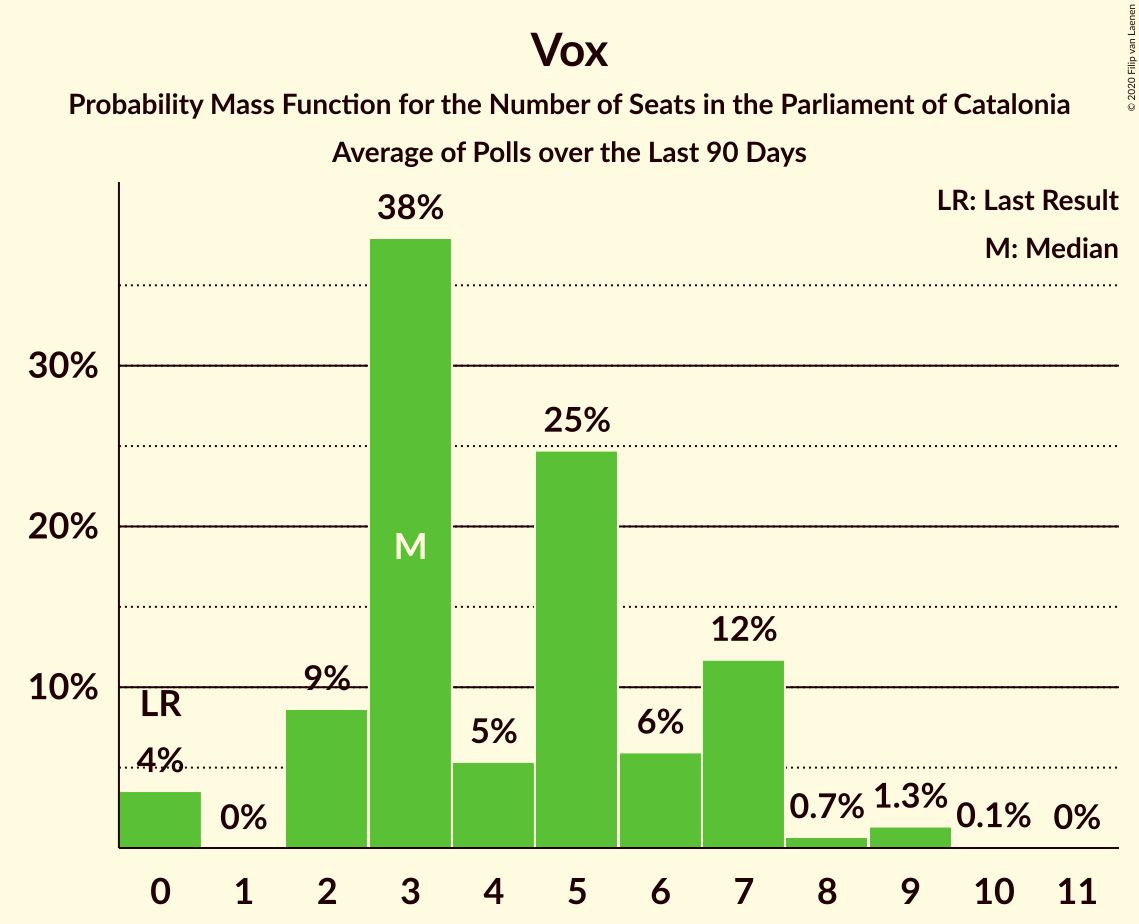 Vox
Probability Mass Function for the Number of Seats in the Parliament of Catalonia
Average of Polls over the Last 90 Days
© 2020 Filip van Laenen
LR: Last Result
M: Median
30%
20%
10%
LR
4%
0%
9%
38%
M
5%
25%
6%
12%
0.7%
1.3%
0.1%
0%
0 1 2 3 4 5 6 7 8 9 10 11